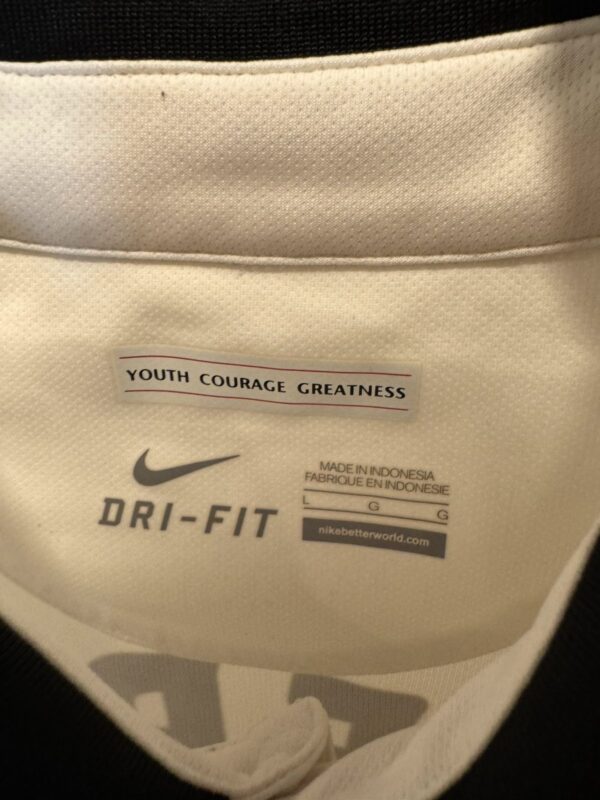 YOUTH COURAGE GREATNESS
DRI-FIT
MADE IN INDONESIA
FABRIQUE EN INDONESIE
L G G
nikebetterworld.com